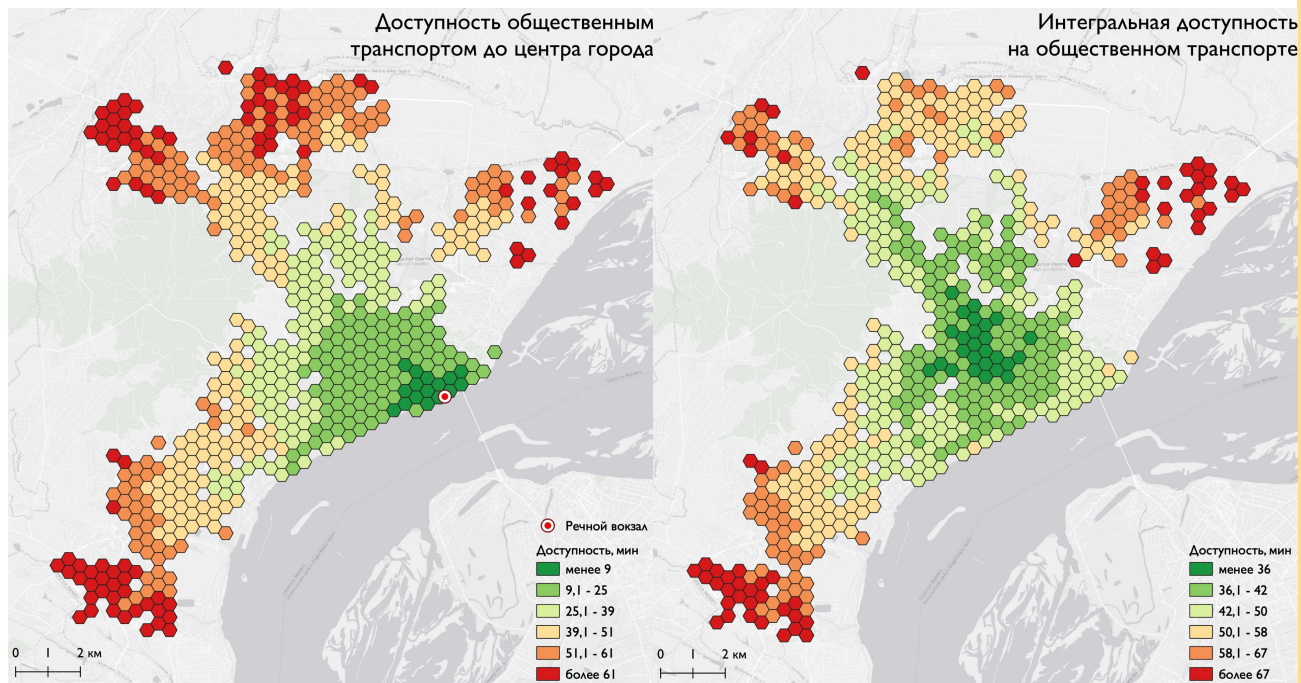 Доступность общественным
транспортом до центра города
Речной вокзал
Доступность, мин
менее 9
9,1 - 25
25,1 - 39
39,1 - 51
51,1 - 61
более 61
0 1 2 км
Интегральная доступность
на общественном транспорте
Доступность, мин
менее 36
36,1 - 42
42,1 - 50
50,1 - 58
58,1 - 67
более 67
0 1 2 км